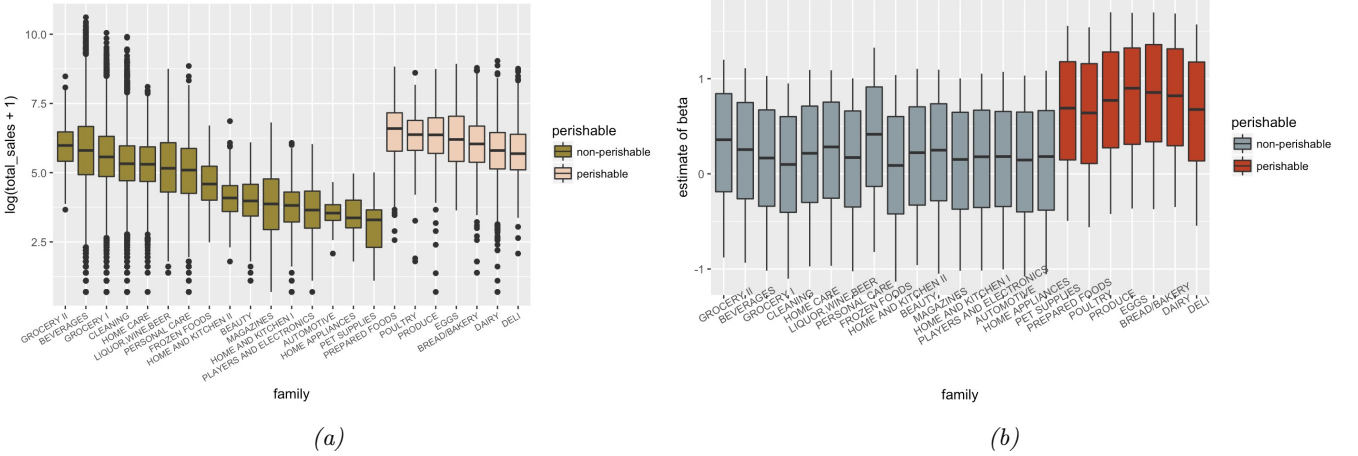 10.0
7.5
5.0
2.5
log(total_sales + 1)
GROCERY II
BEVERAGES
GROCERY I
CLEANING
HOME CARE
LIQUOR,WINE,BEER
PERSONAL CARE
FROZEN FOODS
HOME AND KITCHEN II
BEAUTY
MAGAZINES
HOME AND KITCHEN I
PLAYERS AND ELECTRONICS
AUTOMOTIVE
HOME APPLIANCES
PET SUPPLIES
PREPARED FOODS
POULTRY
PRODUCE
EGGS
BREAD/BAKERY
DAIRY
DELI
family
perishable
non-perishable
perishable
(a)
1
0
-1
estimate of beta
GROCERY II
BEVERAGES
GROCERY I
CLEANING
HOME CARE
LIQUOR,WINE,BEER
PERSONAL CARE
FROZEN FOODS
HOME AND KITCHEN II
BEAUTY
MAGAZINES
HOME AND KITCHEN I
PLAYERS AND ELECTRONICS
AUTOMOTIVE
HOME APPLIANCES
PET SUPPLIES
PREPARED FOODS
POULTRY
PRODUCE
EGGS
BREAD/BAKERY
DAIRY
DELI
family
perishable
non-perishable
perishable
(b)